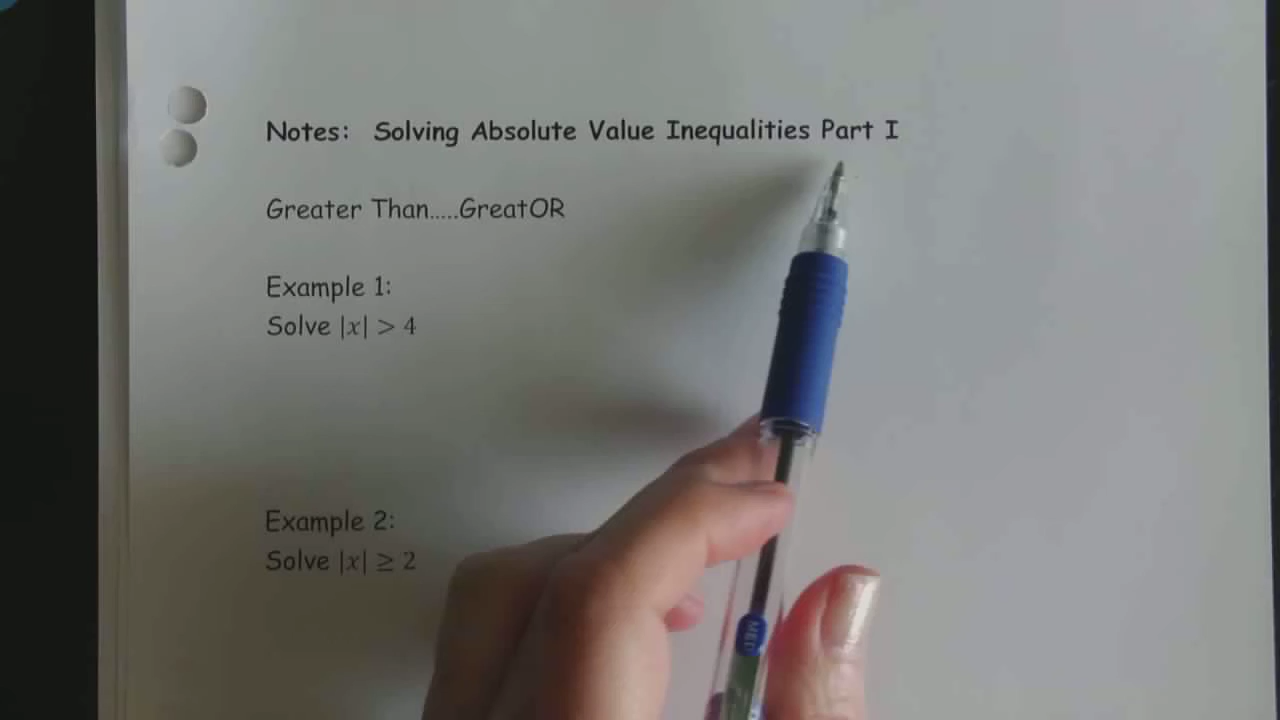 Notes: Solving Absolute Value Inequalities Part I
Greater Than.....GreatOR
Example 1:
Solve |x| > 4
Example 2:
Solve |x| ≥ 2